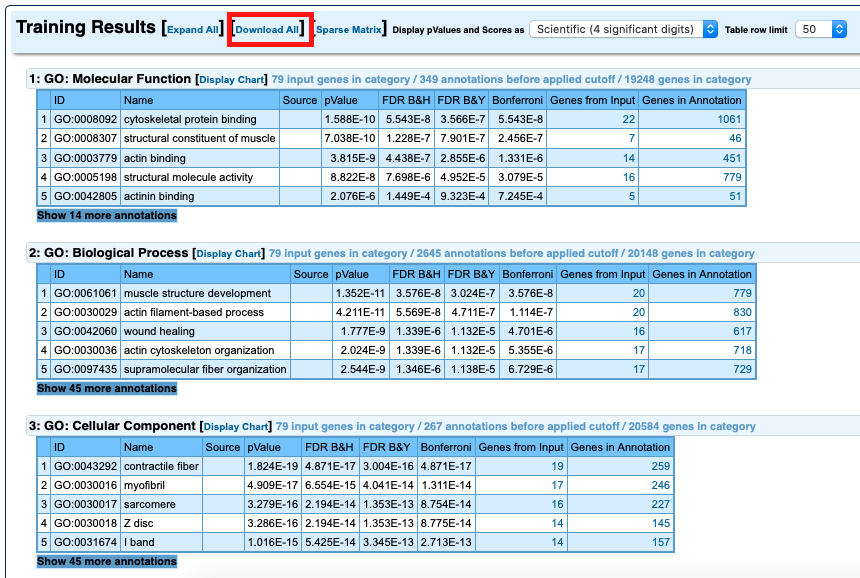 Training Results [Expand All] [Download All] [Sparse Matrix] Display pValues and Scores as Scientific (4 significant digits) Table row limit 50
1: GO: Molecular Function [Display Chart] 79 input genes in category / 349 annotations before applied cutoff / 19248 genes in category
ID Name Source pValue FDR B&H FDR B&Y Bonferroni Genes from Input Genes in Annotation
1 GO:0008092 cytoskeletal protein binding 1.588E-10 5.543E-8 3.566E-7 5.543E-8 22 1061
2 GO:0008307 structural constituent of muscle 7.038E-10 1.228E-7 7.901E-7 2.456E-7 7 46
3 GO:0003779 actin binding 3.815E-9 4.438E-7 2.855E-6 1.331E-6 14 451
4 GO:0005198 structural molecule activity 8.822E-8 7.698E-6 4.952E-5 3.079E-5 16 779
5 GO:0042805 actinin binding 2.076E-6 1.449E-4 9.323E-4 7.245E-4 5 51
Show 14 more annotations
2: GO: Biological Process [Display Chart] 79 input genes in category / 2645 annotations before applied cutoff / 20148 genes in category
ID Name Source pValue FDR B&H FDR B&Y Bonferroni Genes from Input Genes in Annotation
1 GO:0061061 muscle structure development 1.352E-11 3.576E-8 3.024E-7 3.576E-8 20 779
2 GO:0030029 actin filament-based process 4.211E-11 5.569E-8 4.711E-7 1.114E-7 20 830
3 GO:0042060 wound healing 1.777E-9 1.339E-6 1.132E-5 4.701E-6 16 617
4 GO:0030036 actin cytoskeleton organization 2.024E-9 1.339E-6 1.132E-5 5.355E-6 17 718
5 GO:0097435 supramolecular fiber organization 2.544E-9 1.346E-6 1.138E-5 6.729E-6 17 729
Show 45 more annotations
3: GO: Cellular Component [Display Chart] 79 input genes in category / 267 annotations before applied cutoff / 20584 genes in category
ID Name Source pValue FDR B&H FDR B&Y Bonferroni Genes from Input Genes in Annotation
1 GO:0043292 contractile fiber 1.824E-19 4.871E-17 3.004E-16 4.871E-17 19 259
2 GO:0030016 myofibril 4.909E-17 6.554E-15 4.041E-14 1.311E-14 17 246
3 GO:0030017 sarcomere 3.279E-16 2.194E-14 1.353E-13 8.754E-14 16 227
4 GO:0030018 Z disc 3.286E-16 2.194E-14 1.353E-13 8.775E-14 14 145
5 GO:0031674 I band 1.016E-15 5.425E-14 3.345E-13 2.713E-13 14 157
Show 45 more annotations